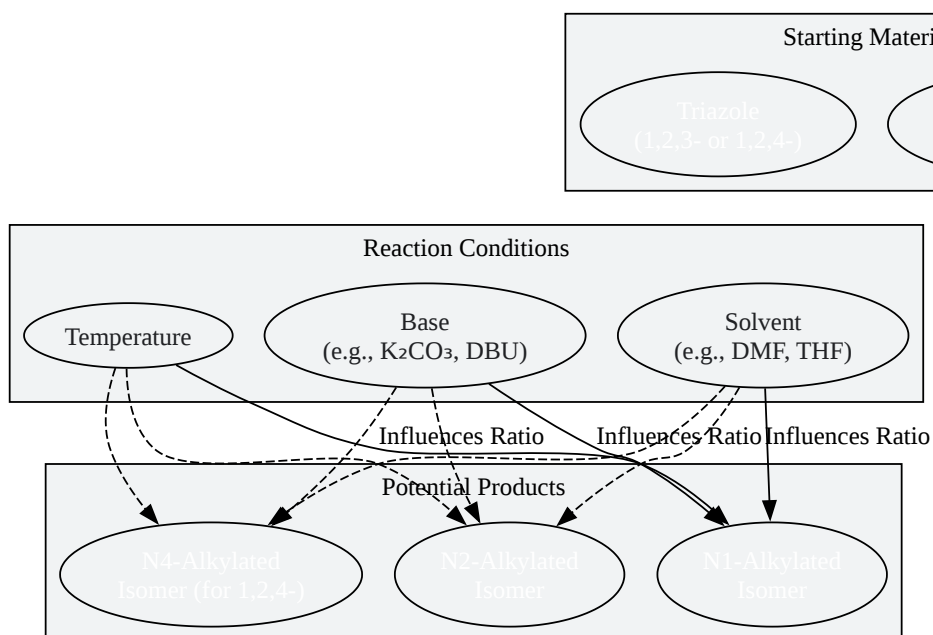 Starting Materi
Triazole
(1,2,3- or 1,2,4-)
Reaction Conditions
Temperature
Base
(e.g., K₂CO₃, DBU)
Solvent
(e.g., DMF, THF)
Influences Ratio
Influences Ratio
Influences Ratio
Potential Products
N4-Alkylated
Isomer (for 1,2,4-)
N2-Alkylated
Isomer
N1-Alkylated
Isomer